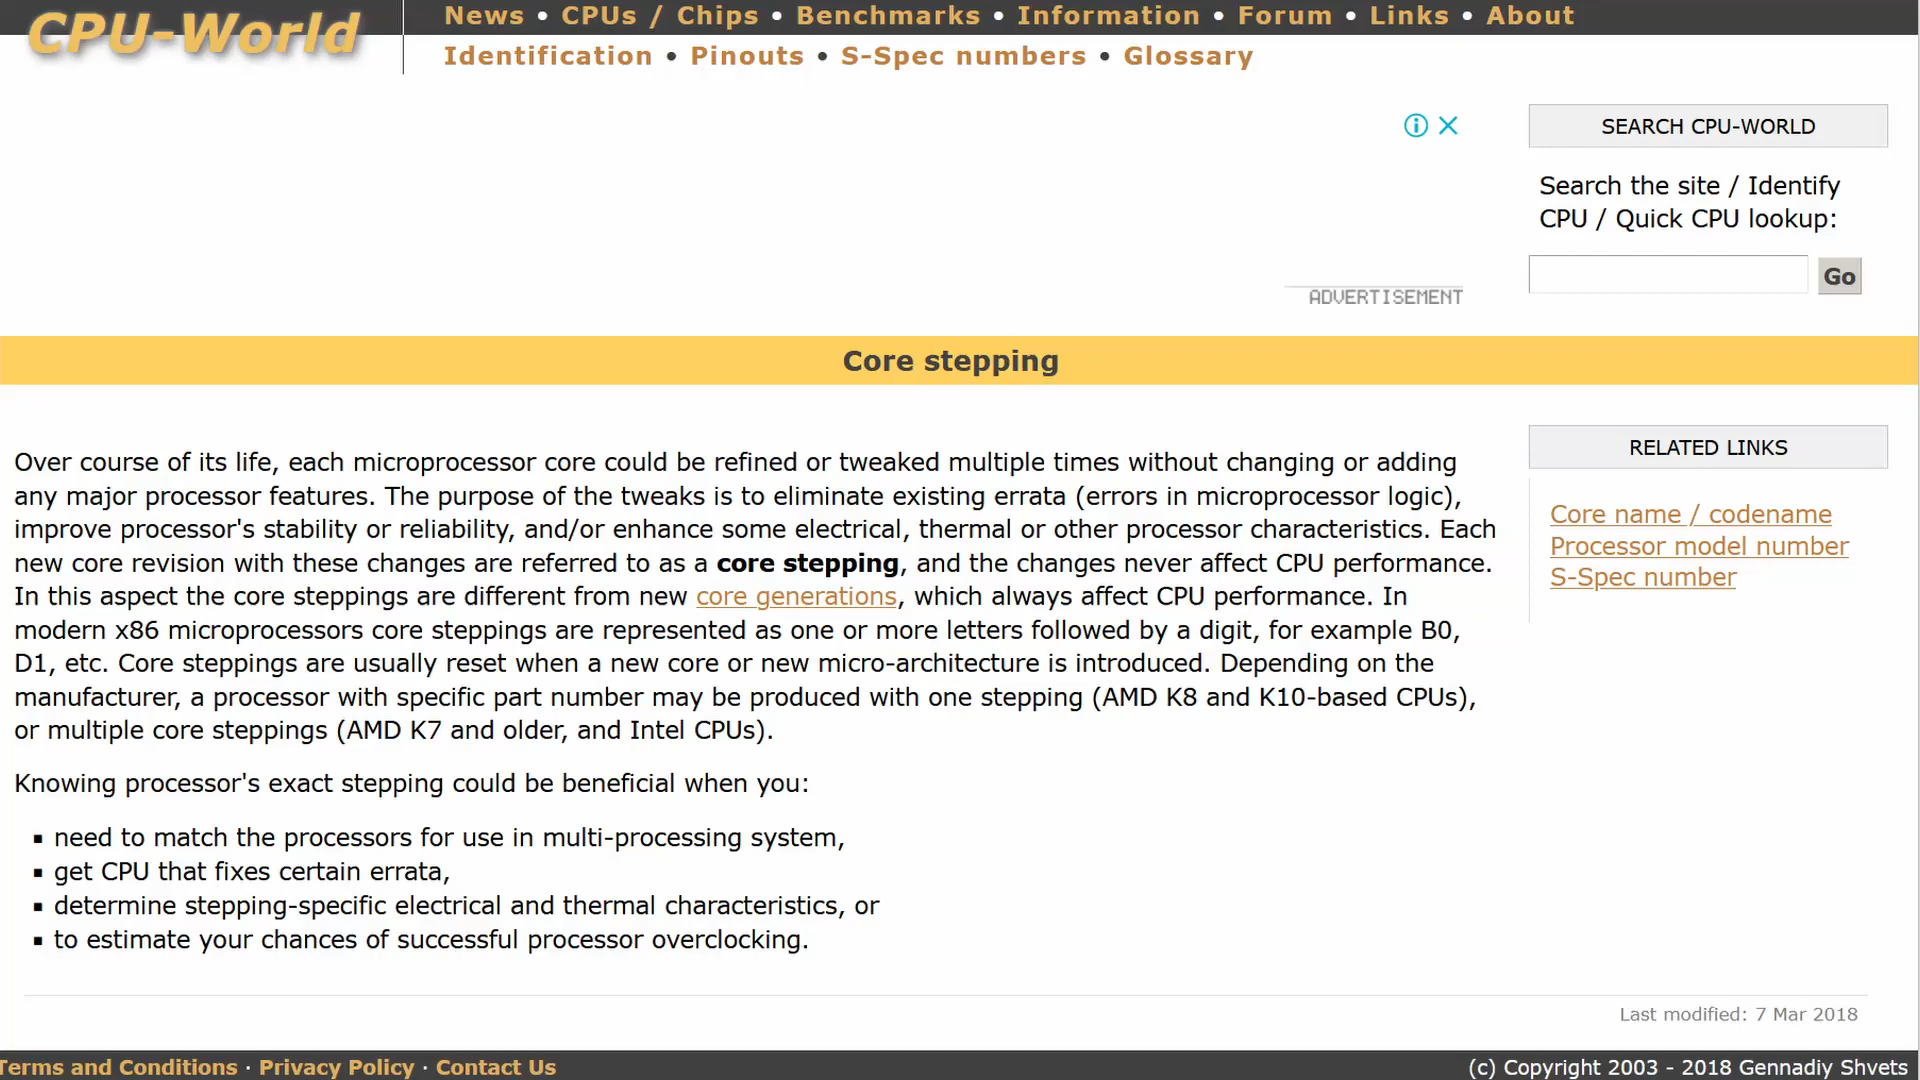 CPU-World
News • CPUs / Chips • Benchmarks • Information • Forum • Links • About
Identification • Pinouts • S-Spec numbers • Glossary
SEARCH CPU-WORLD
Search the site / Identify
CPU / Quick CPU lookup:
Go
ADVERTISEMENT
Core stepping
Over course of its life, each microprocessor core could be refined or tweaked multiple times without changing or adding
any major processor features. The purpose of the tweaks is to eliminate existing errata (errors in microprocessor logic),
improve processor's stability or reliability, and/or enhance some electrical, thermal or other processor characteristics. Each
new core revision with these changes are referred to as a core stepping, and the changes never affect CPU performance.
In this aspect the core steppings are different from new core generations, which always affect CPU performance. In
modern x86 microprocessors core steppings are represented as one or more letters followed by a digit, for example B0,
D1, etc. Core steppings are usually reset when a new core or new micro-architecture is introduced. Depending on the
manufacturer, a processor with specific part number may be produced with one stepping (AMD K8 and K10-based CPUs),
or multiple core steppings (AMD K7 and older, and Intel CPUs).
Knowing processor's exact stepping could be beneficial when you:
▪ need to match the processors for use in multi-processing system,
▪ get CPU that fixes certain errata,
▪ determine stepping-specific electrical and thermal characteristics, or
▪ to estimate your chances of successful processor overclocking.
RELATED LINKS
Core name / codename
Processor model number
S-Spec number
Last modified: 7 Mar 2018
Terms and Conditions · Privacy Policy · Contact Us
(c) Copyright 2003 - 2018 Gennadiy Shvets